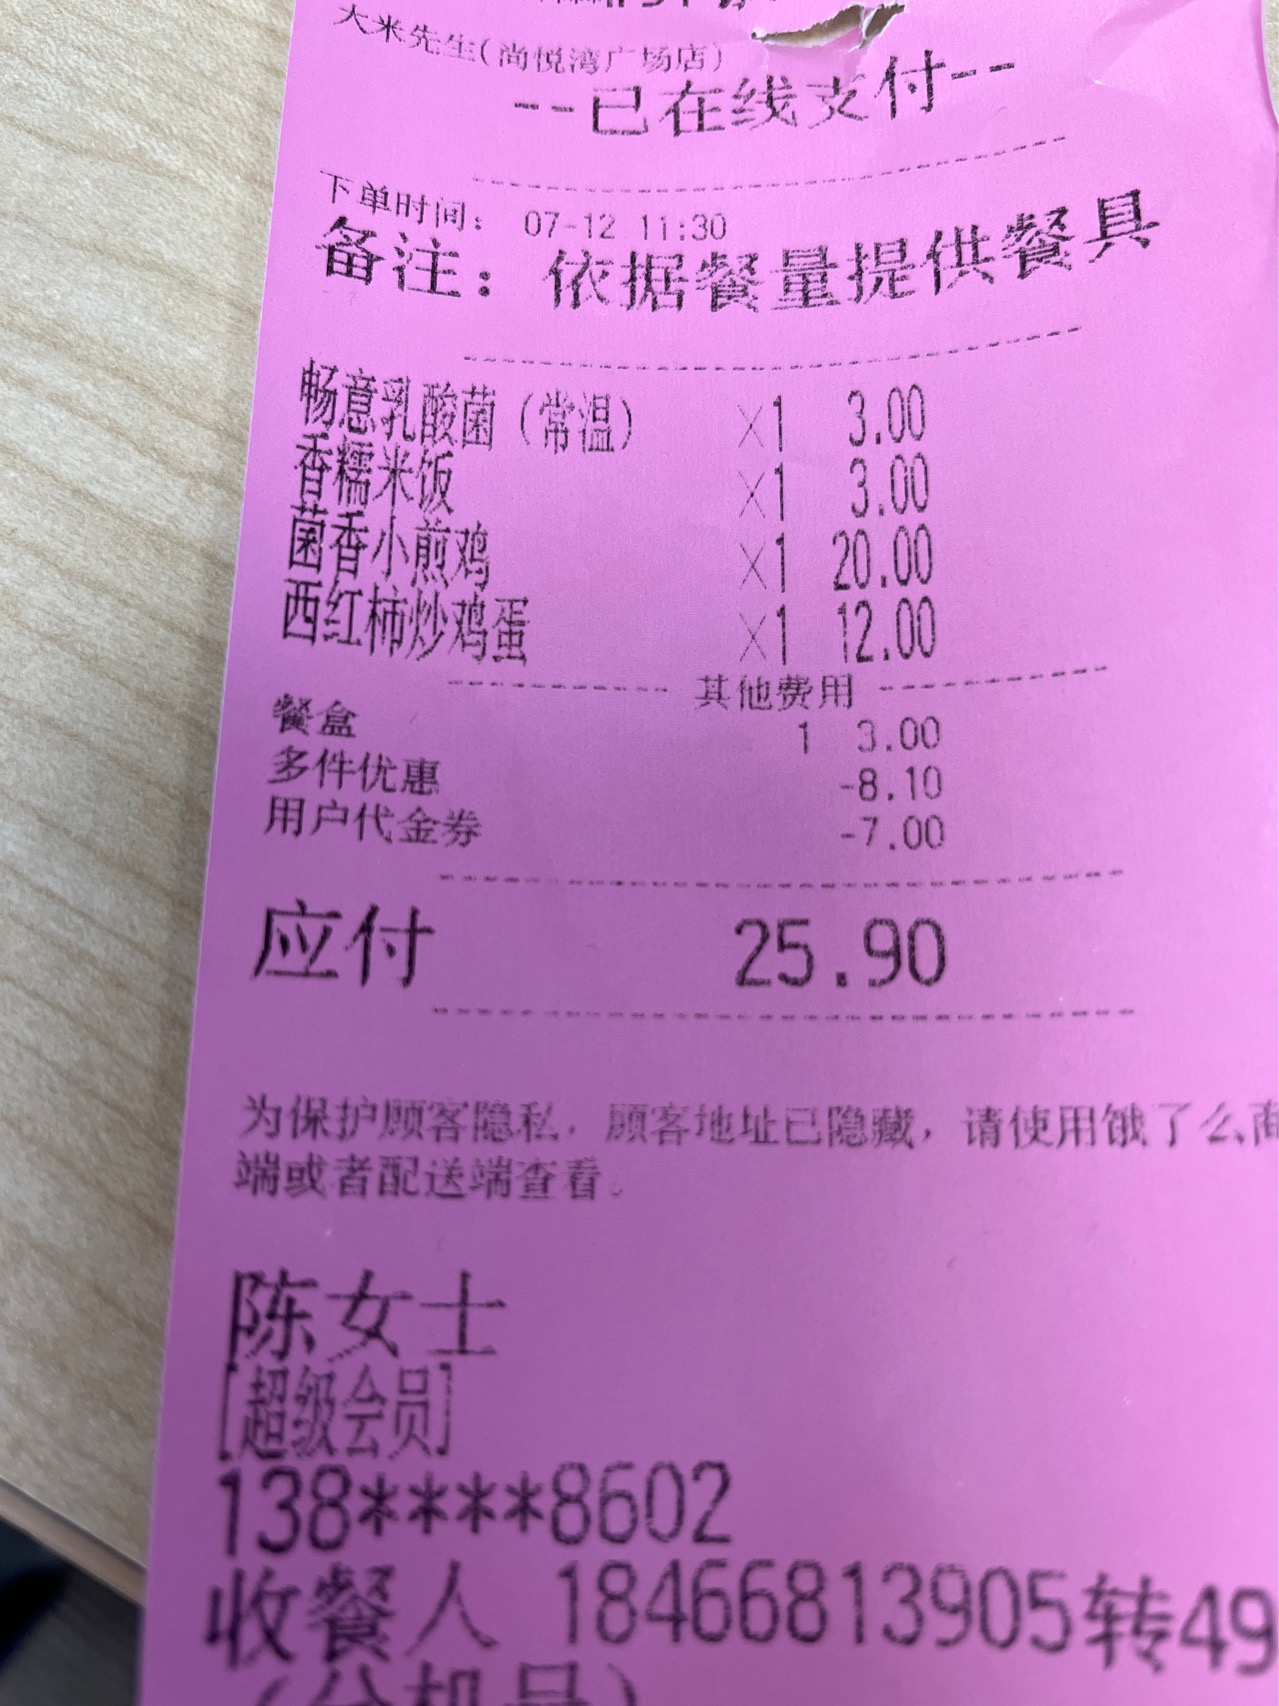 大米先生(尚悦湾广场店)
--已在线支付--
下单时间: 07-12 11:30
备注: 依据餐量提供餐具
畅意乳酸菌(常温) ×1 3.00
香糯米饭 ×1 3.00
菌香小煎鸡 ×1 20.00
西红柿炒鸡蛋 ×1 12.00
其他费用
餐盒 1 3.00
多件优惠 -8.10
用户代金券 -7.00
应付 25.90
为保护顾客隐私，顾客地址已隐藏，请使用饿了么商
端或者配送端查看。
陈女士
[超级会员]
138****8602
收餐人 18466813905转49
(分机号)